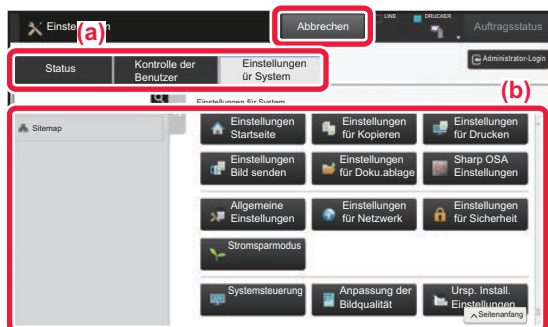 Einstellungen
Abbrechen
LINE
DRUCKER
Auftragsstatus
(a)
Administrator-Login
Status
Kontrolle der
Benutzer
Einstellungen
ür System
(b)
Einstellungen für System
Sitemap
Einstellungen
Startseite
Einstellungen
für Kopieren
Einstellungen
für Drucken
Einstellungen
Bild senden
Einstellungen
für Doku.ablage
Sharp OSA
Einstellungen
Allgemeine
Einstellungen
Einstellungen
für Netzwerk
Einstellungen
für Sicherheit
Stromsparmodus
Systemsteuerung
Anpassung der
Bildqualität
Ursp. Install.
Einstellungen
Seitenanfang